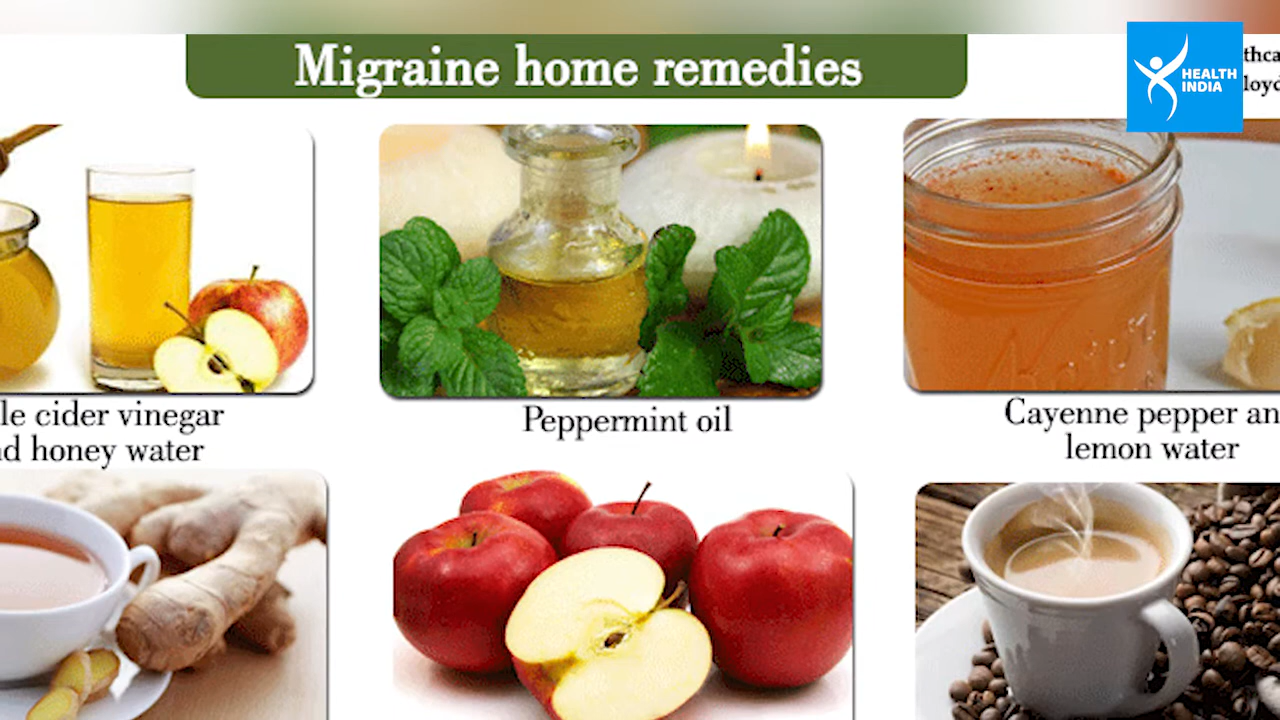 Migraine home remedies
HEALTH
INDIA
le cider vinegar
d honey water
Peppermint oil
Cayenne pepper an
lemon water